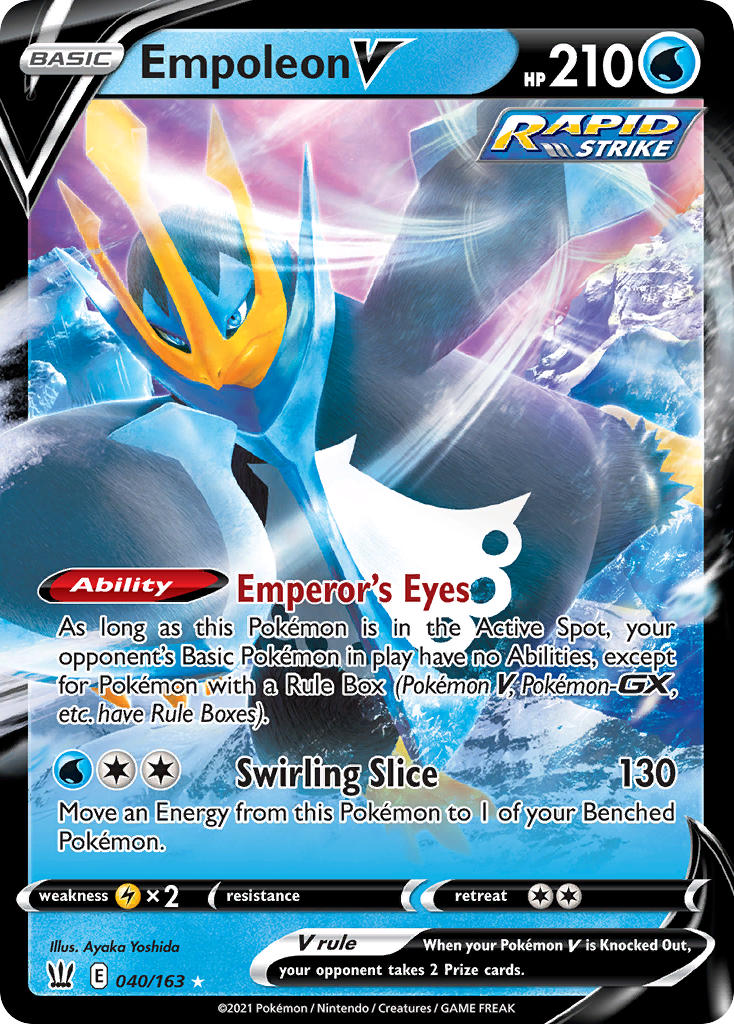 BASIC Empoleon V HP 210
RAPID
STRIKE
Ability Emperor's Eyes
As long as this Pokémon is in the Active Spot, your
opponent's Basic Pokémon in play have no Abilities, except
for Pokémon with a Rule Box (Pokémon V, Pokémon-GX,
etc. have Rule Boxes).
Swirling Slice 130
Move an Energy from this Pokémon to 1 of your Benched
Pokémon.
weakness ×2 resistance retreat
Illus. Ayaka Yoshida
V rule When your Pokémon V is Knocked Out,
your opponent takes 2 Prize cards.
E 040/163 ★
©2021 Pokémon / Nintendo / Creatures / GAME FREAK